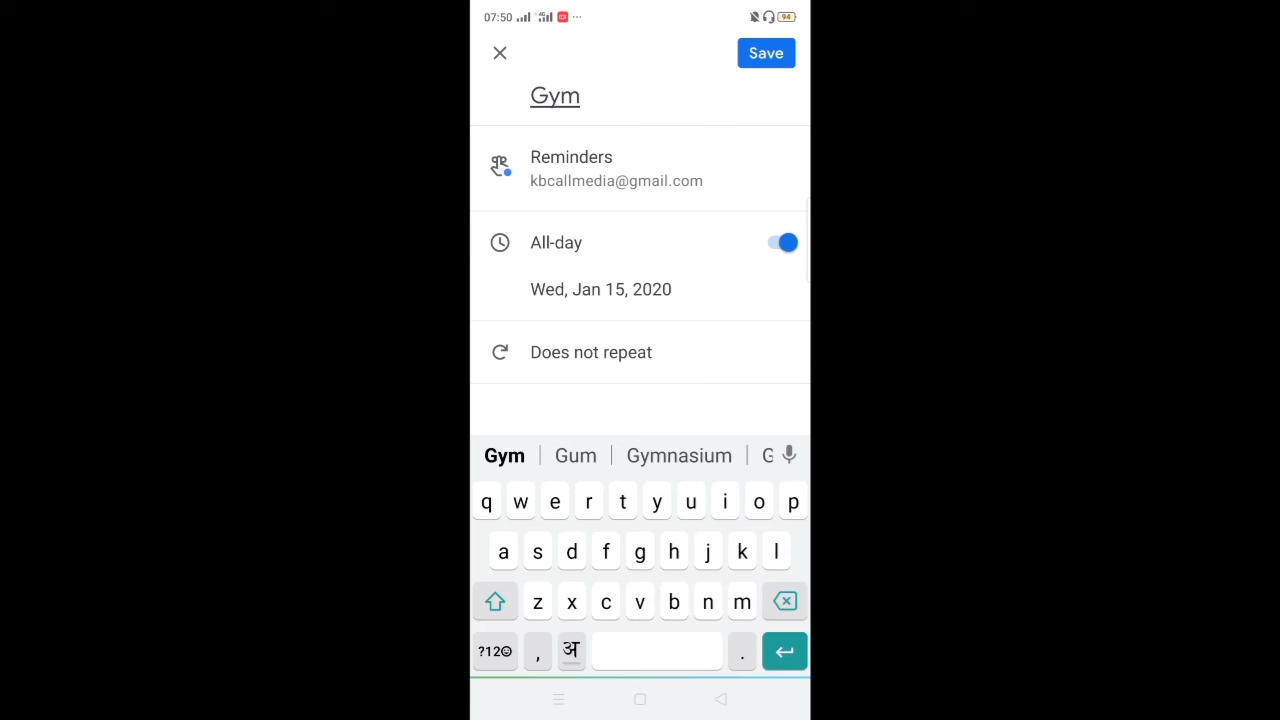 07:50 94
Save
Gym
Reminders
kbcallmedia@gmail.com
All-day
Wed, Jan 15, 2020
Does not repeat
Gym Gum Gymnasium G
q w e r t y u i o p
a s d f g h j k l
z x c v b n m
?12☺ , अ .